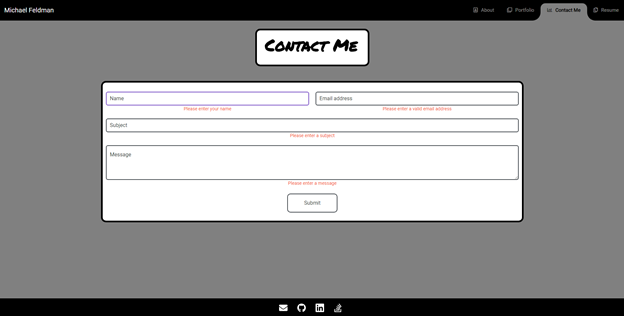 Michael Feldman
About
Portfolio
Contact Me
Resume
Contact Me
Name
Email address
Please enter your name
Please enter a valid email address
Subject
Please enter a subject
Message
Please enter a message
Submit